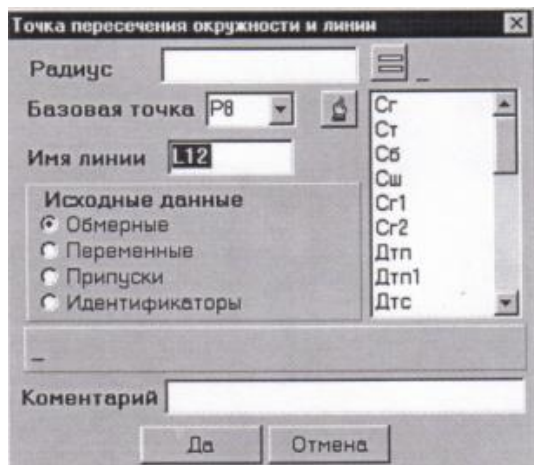 Точка пересечения окружности и линии
Радиус
Базовая точка P8
Имя линии L12
Исходные данные
Обмерные
Переменные
Припуски
Идентификаторы
Сг
Ст
Сб
Сш
Сг1
Сг2
Дтп
Дтп1
Дтс
Коментарий
Да Отмена